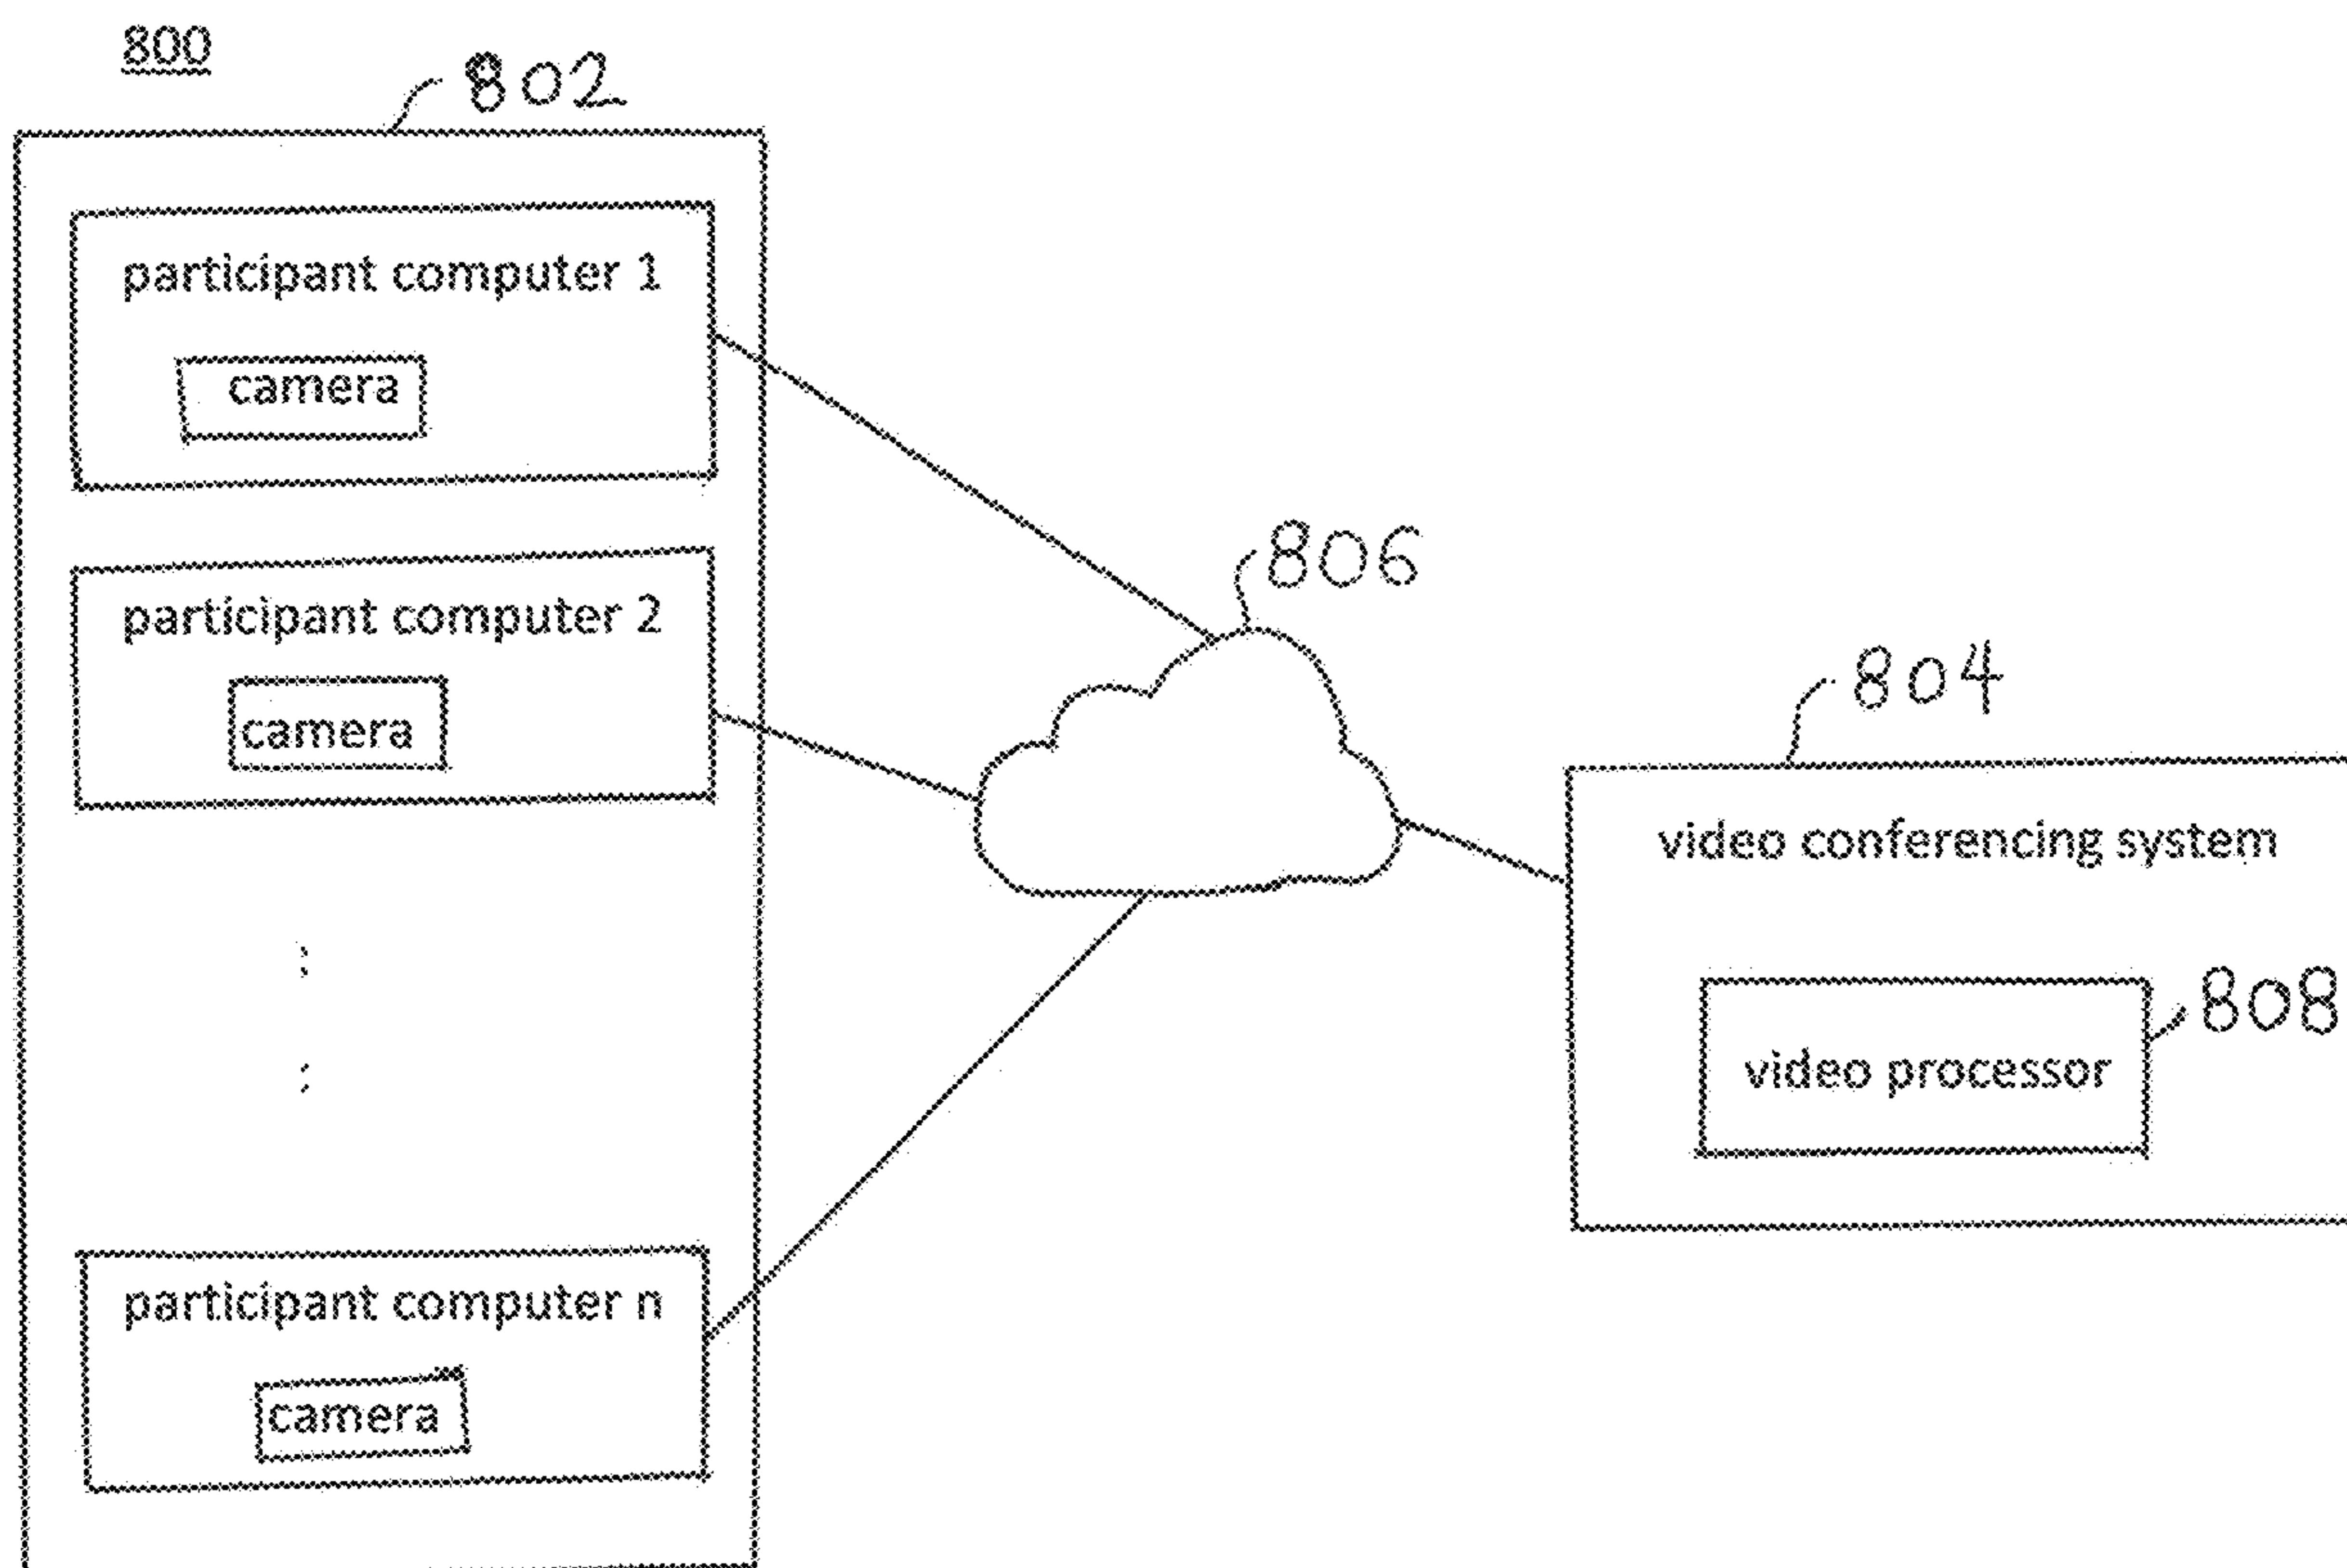 800
802
participant computer 1
camera
participant computer 2
camera
participant computer n
camera
806
804
video conferencing system
808
video processor